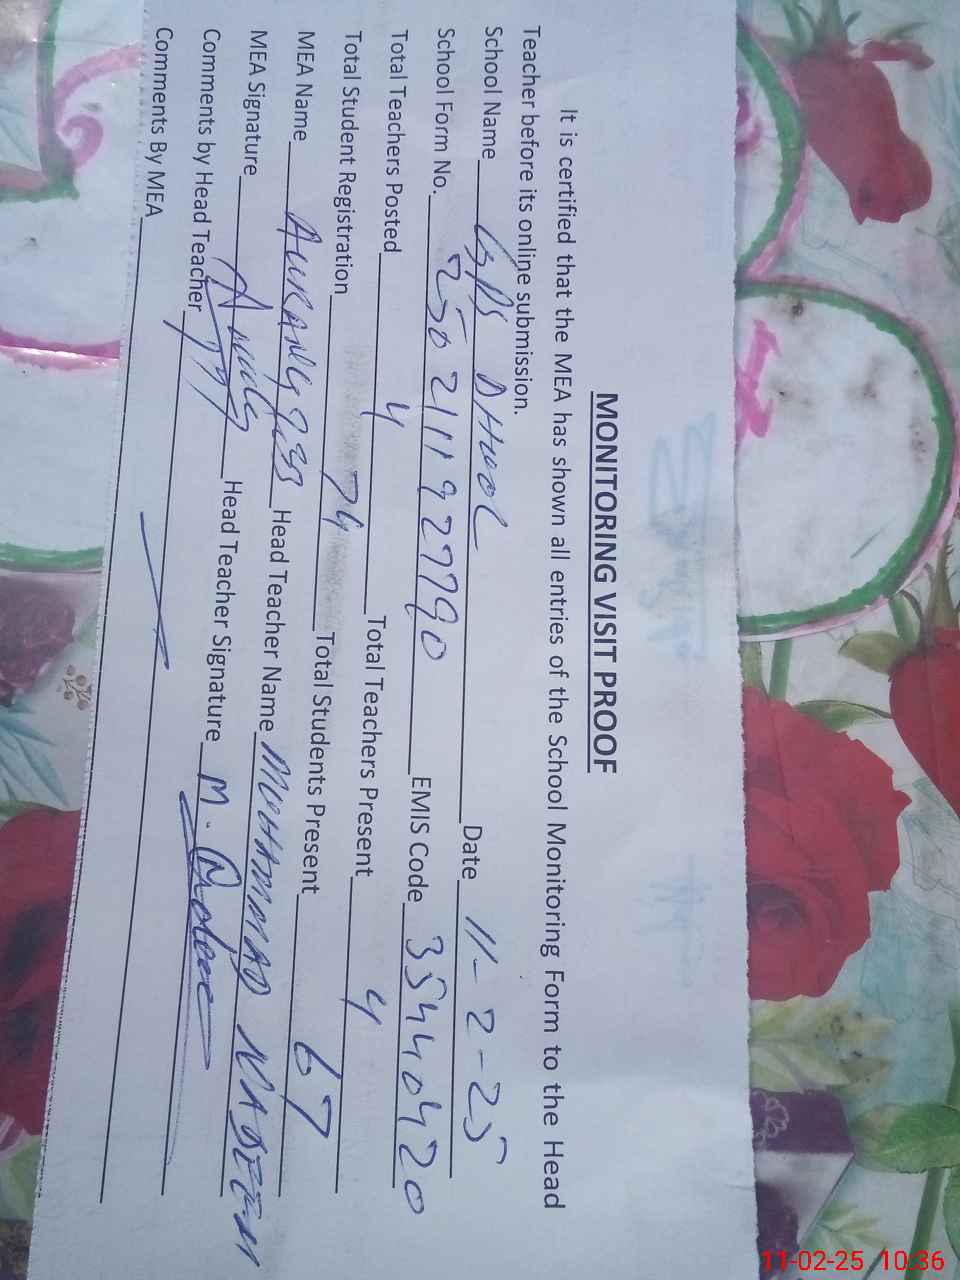 MONITORING VISIT PROOF
It is certified that the MEA has shown all entries of the School Monitoring Form to the Head
Teacher before its online submission.
School Name GPS DHOOL Date 11-2-25
School Form No. 2502111927790 EMIS Code 35440420
Total Teachers Posted 4 Total Teachers Present 4
Total Student Registration 74 Total Students Present 67
MEA Name Head Teacher Name MUHAMMAD NADEEM
MEA Signature Head Teacher Signature M.
Comments by Head Teacher
Comments By MEA
11-02-25 10:36